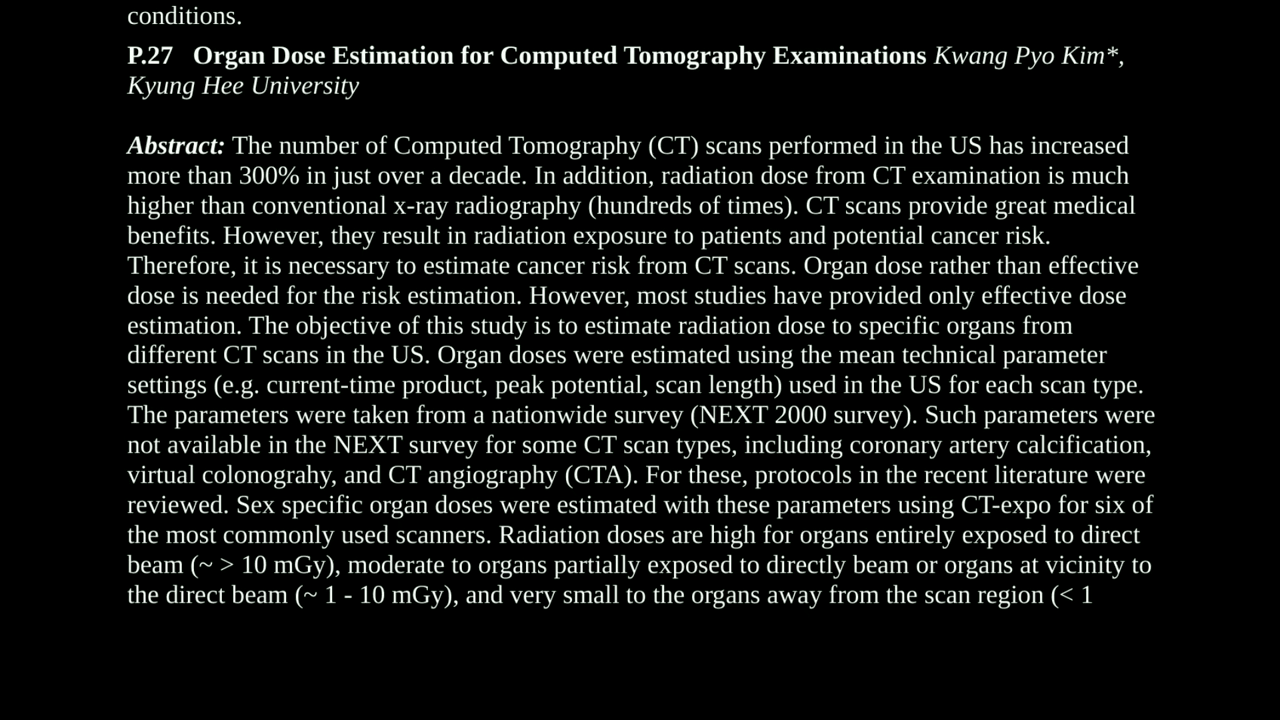 conditions.
P.27 Organ Dose Estimation for Computed Tomography Examinations Kwang Pyo Kim*,
Kyung Hee University
Abstract: The number of Computed Tomography (CT) scans performed in the US has increased
more than 300% in just over a decade. In addition, radiation dose from CT examination is much
higher than conventional x-ray radiography (hundreds of times). CT scans provide great medical
benefits. However, they result in radiation exposure to patients and potential cancer risk.
Therefore, it is necessary to estimate cancer risk from CT scans. Organ dose rather than effective
dose is needed for the risk estimation. However, most studies have provided only effective dose
estimation. The objective of this study is to estimate radiation dose to specific organs from
different CT scans in the US. Organ doses were estimated using the mean technical parameter
settings (e.g. current-time product, peak potential, scan length) used in the US for each scan type.
The parameters were taken from a nationwide survey (NEXT 2000 survey). Such parameters were
not available in the NEXT survey for some CT scan types, including coronary artery calcification,
virtual colonograhy, and CT angiography (CTA). For these, protocols in the recent literature were
reviewed. Sex specific organ doses were estimated with these parameters using CT-expo for six of
the most commonly used scanners. Radiation doses are high for organs entirely exposed to direct
beam (~ > 10 mGy), moderate to organs partially exposed to directly beam or organs at vicinity to
the direct beam (~ 1 - 10 mGy), and very small to the organs away from the scan region (< 1